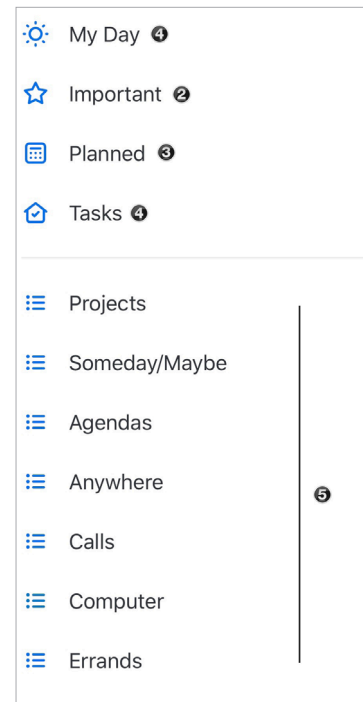 My Day ❹
Important ❷
Planned ❸
Tasks ❹
Projects
Someday/Maybe
Agendas
Anywhere
❺
Calls
Computer
Errands